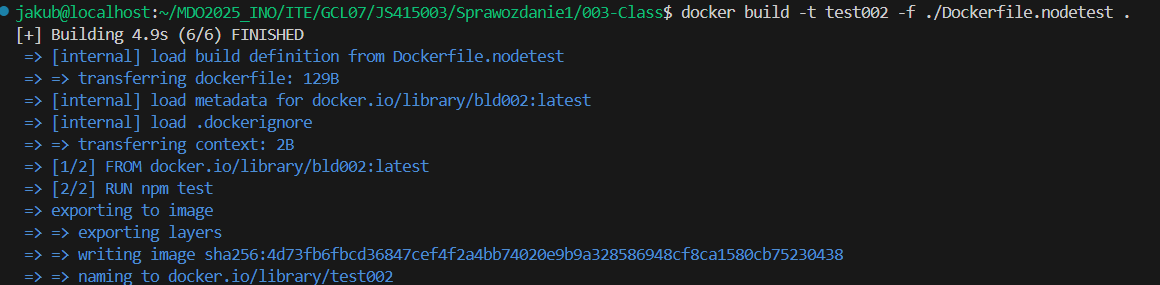 jakub@localhost:~/MDO2025_INO/ITE/GCL07/JS415003/Sprawozdanie1/003-Class$ docker build -t test002 -f ./Dockerfile.nodetest .
[+] Building 4.9s (6/6) FINISHED
=> [internal] load build definition from Dockerfile.nodetest
=> => transferring dockerfile: 129B
=> [internal] load metadata for docker.io/library/bld002:latest
=> [internal] load .dockerignore
=> => transferring context: 2B
=> [1/2] FROM docker.io/library/bld002:latest
=> [2/2] RUN npm test
=> exporting to image
=> => exporting layers
=> => writing image sha256:4d73fb6fbcd36847cef4f2a4bb74020e9b9a328586948cf8ca1580cb75230438
=> => naming to docker.io/library/test002